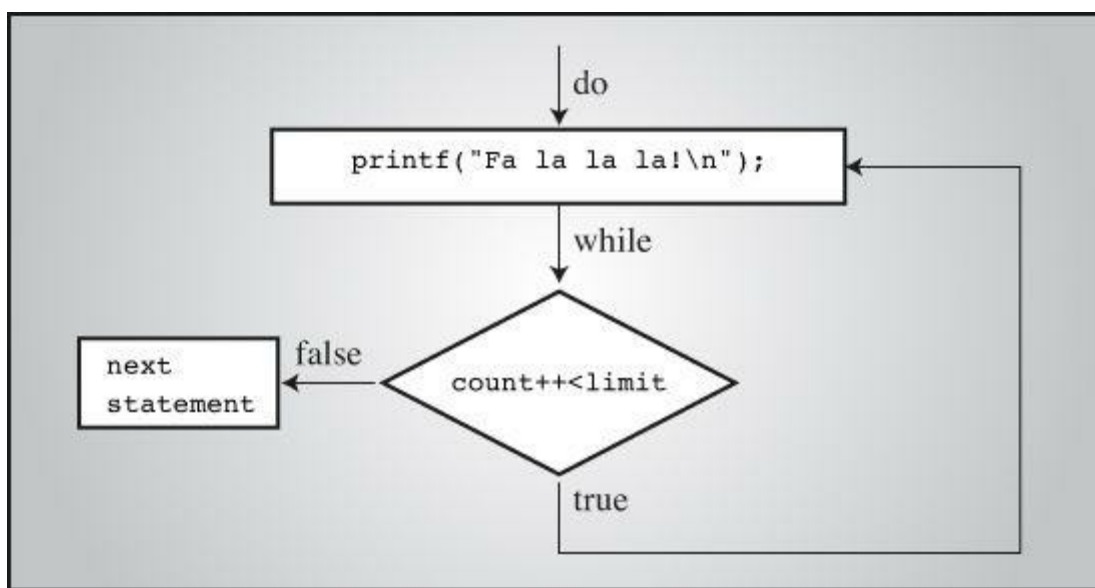 do
printf("Fa la la la!\n");
while
false
next
statement
count++<limit
true